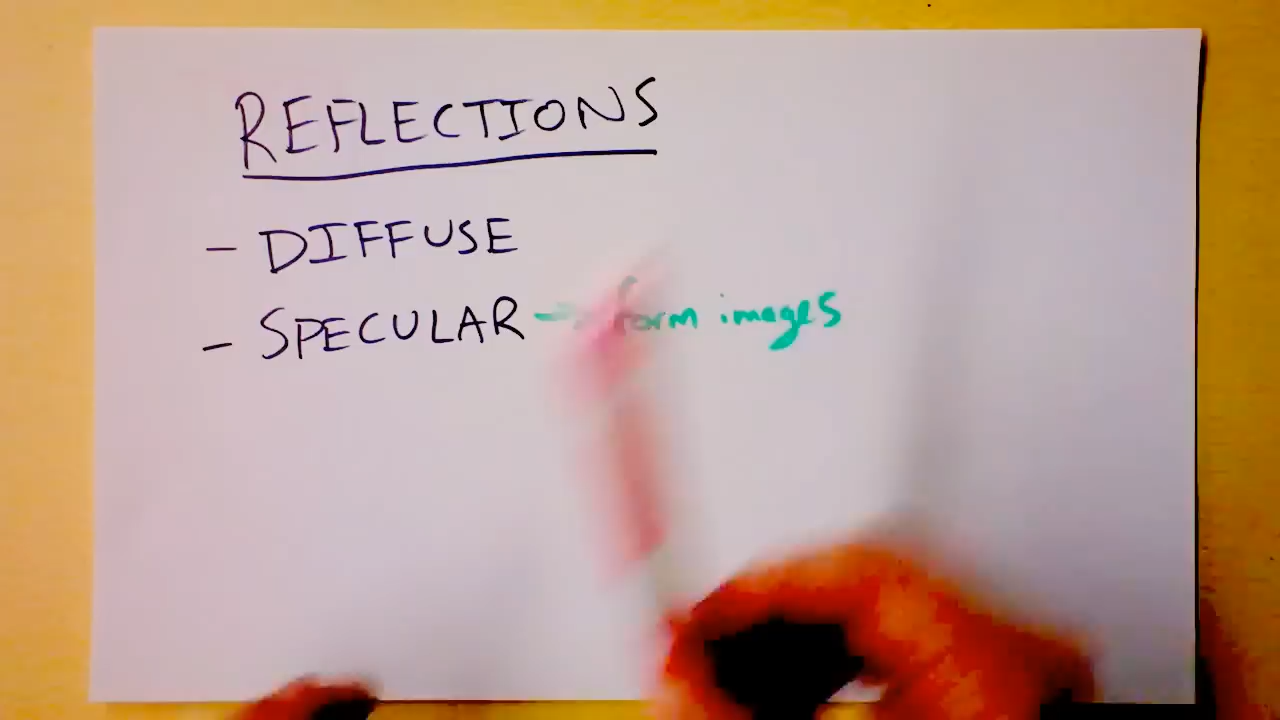 REFLECTIONS
- DIFFUSE
- SPECULAR → form images